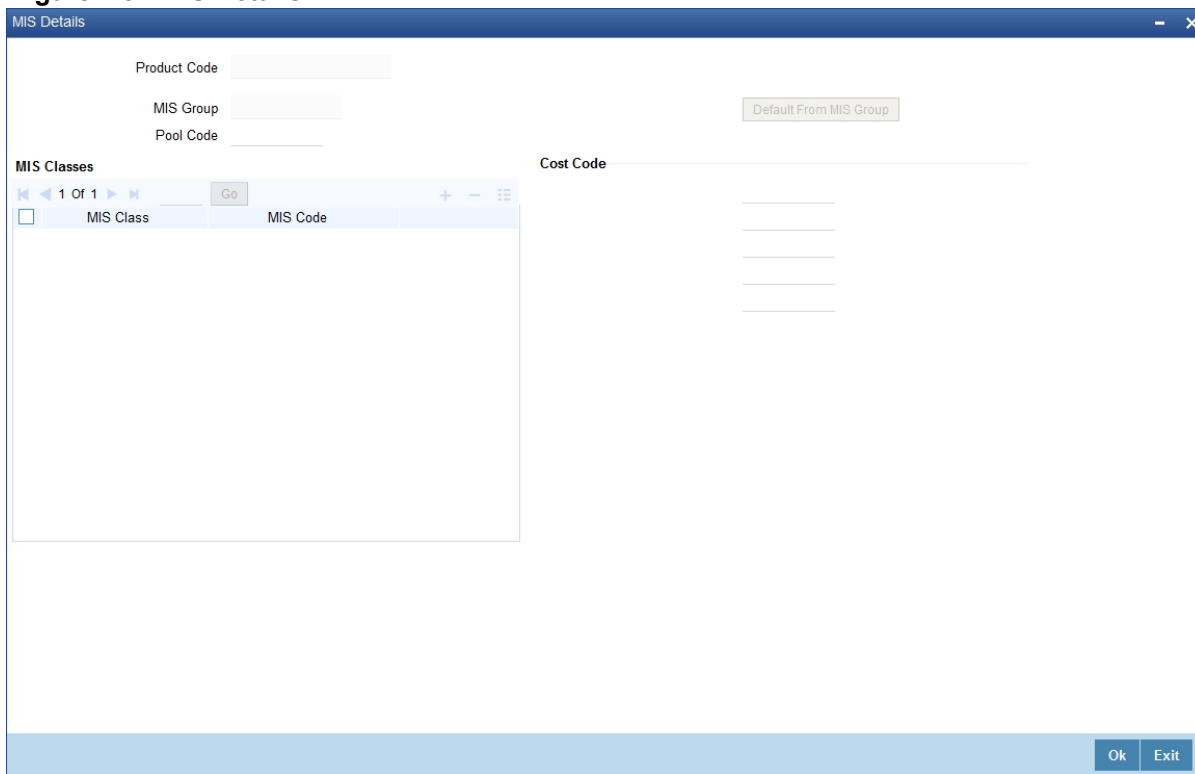 MIS Details
Product Code
MIS Group
Default From MIS Group
Pool Code
MIS Classes
Cost Code
1 Of 1
Go
MIS Class MIS Code
Ok Exit